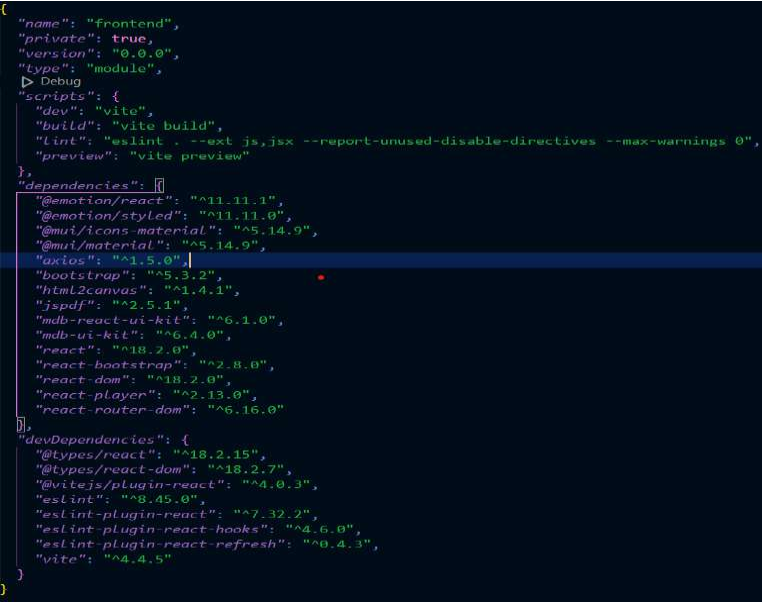 {
"name": "frontend",
"private": true,
"version": "0.0.0",
"type": "module",
Debug
"scripts": {
"dev": "vite",
"build": "vite build",
"lint": "eslint . --ext js,jsx --report-unused-disable-directives --max-warnings 0",
"preview": "vite preview"
},
"dependencies": {
"@emotion/react": "^11.11.1",
"@emotion/styled": "^11.11.0",
"@mui/icons-material": "^5.14.9",
"@mui/material": "^5.14.9",
"axios": "^1.5.0",
"bootstrap": "^5.3.2",
"html2canvas": "^1.4.1",
"jspdf": "^2.5.1",
"mdb-react-ui-kit": "^6.1.0",
"mdb-ui-kit": "^6.4.0",
"react": "^18.2.0",
"react-bootstrap": "^2.8.0",
"react-dom": "^18.2.0",
"react-player": "^2.13.0",
"react-router-dom": "^6.16.0"
},
"devDependencies": {
"@types/react": "^18.2.15",
"@types/react-dom": "^18.2.7",
"@vitejs/plugin-react": "^4.0.3",
"eslint": "^8.45.0",
"eslint-plugin-react": "^7.32.2",
"eslint-plugin-react-hooks": "^4.6.0",
"eslint-plugin-react-refresh": "^0.4.3",
"vite": "^4.4.5"
}
}